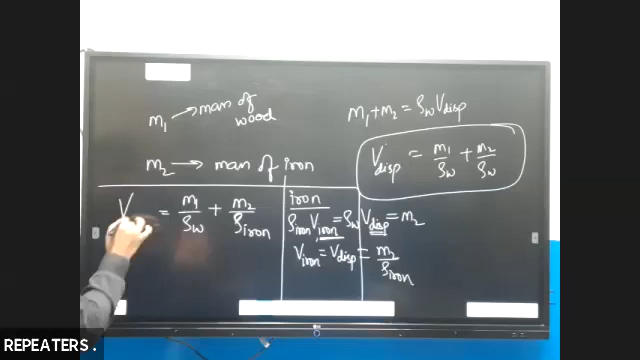 m₁ → mass of wood
m₂ → mass of iron
m₁ + m₂ = ρw Vdisp
Vdisp = m₁/ρw + m₂/ρw
V = m₁/ρw + m₂/ρiron
iron
ρiron Viron = ρw Vdisp = m₂
Viron = Vdisp = m₂/ρiron
REPEATERS.